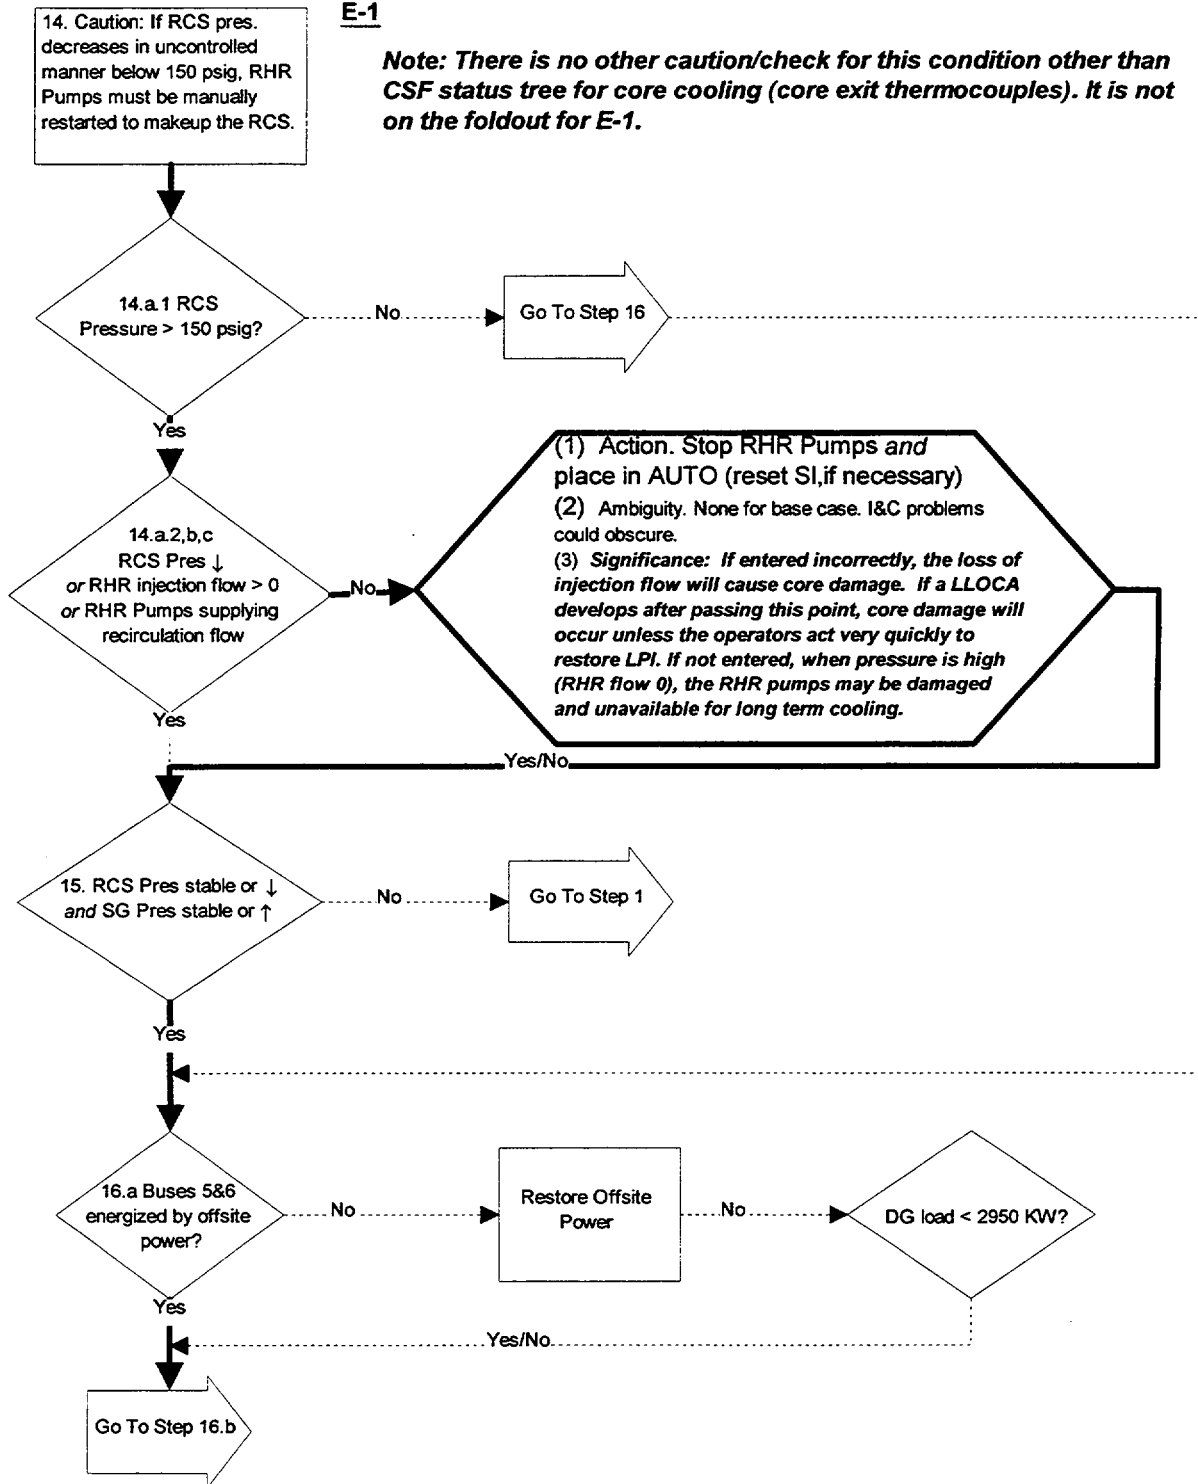 14. Caution: If RCS pres.
decreases in uncontrolled
manner below 150 psig, RHR
Pumps must be manually
restarted to makeup the RCS.
E-1
Note: There is no other caution/check for this condition other than
CSF status tree for core cooling (core exit thermocouples). It is not
on the foldout for E-1.
14.a.1 RCS
Pressure > 150 psig?
No
Go To Step 16
Yes
14.a.2,b,c
RCS Pres ↓
or RHR injection flow > 0
or RHR Pumps supplying
recirculation flow
No
(1) Action. Stop RHR Pumps and
place in AUTO (reset SI,if necessary)
(2) Ambiguity. None for base case. I&C problems
could obscure.
(3) Significance: If entered incorrectly, the loss of
injection flow will cause core damage. If a LLOCA
develops after passing this point, core damage will
occur unless the operators act very quickly to
restore LPI. If not entered, when pressure is high
(RHR flow 0), the RHR pumps may be damaged
and unavailable for long term cooling.
Yes
Yes/No
15. RCS Pres stable or ↓
and SG Pres stable or ↑
No
Go To Step 1
Yes
16.a Buses 5&6
energized by offsite
power?
No
Restore Offsite
Power
No
DG load < 2950 KW?
Yes
Yes/No
Go To Step 16.b